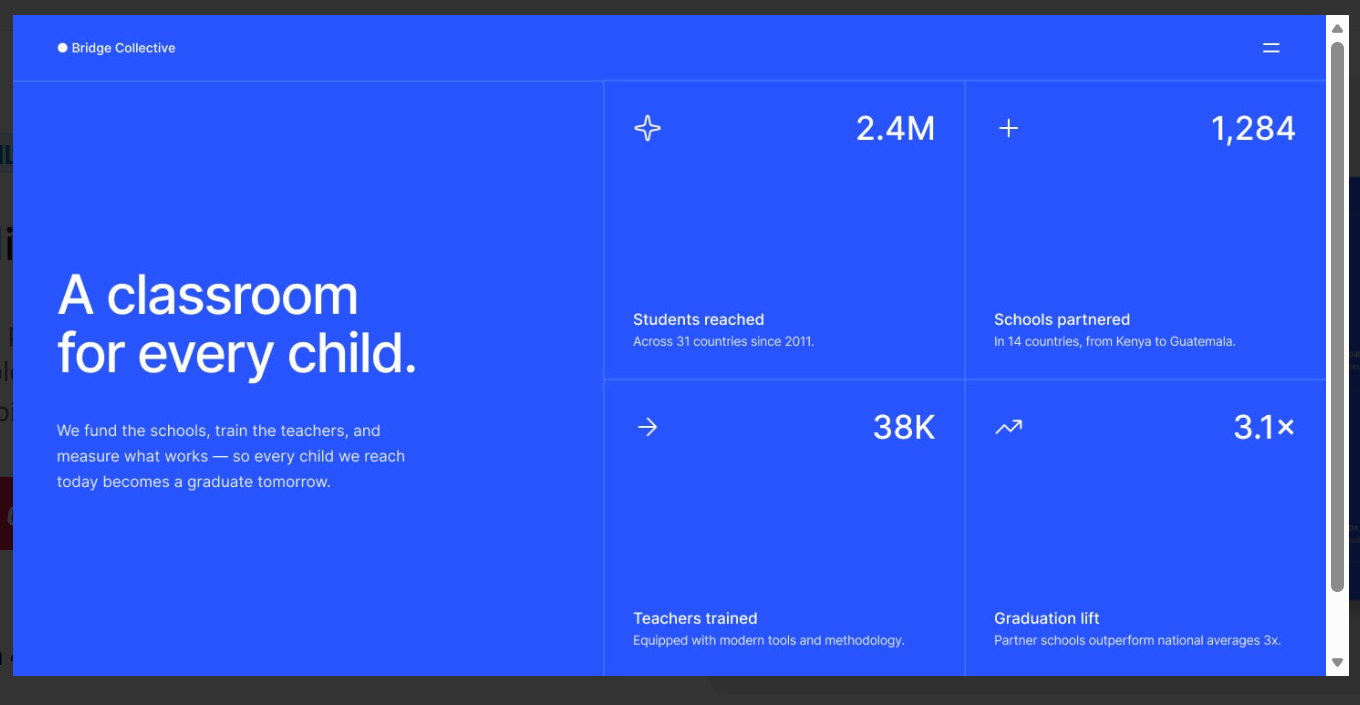 Bridge Collective
A classroom
for every child.
We fund the schools, train the teachers, and
measure what works — so every child we reach
today becomes a graduate tomorrow.
2.4M
Students reached
Across 31 countries since 2011.
1,284
Schools partnered
In 14 countries, from Kenya to Guatemala.
38K
Teachers trained
Equipped with modern tools and methodology.
3.1×
Graduation lift
Partner schools outperform national averages 3x.